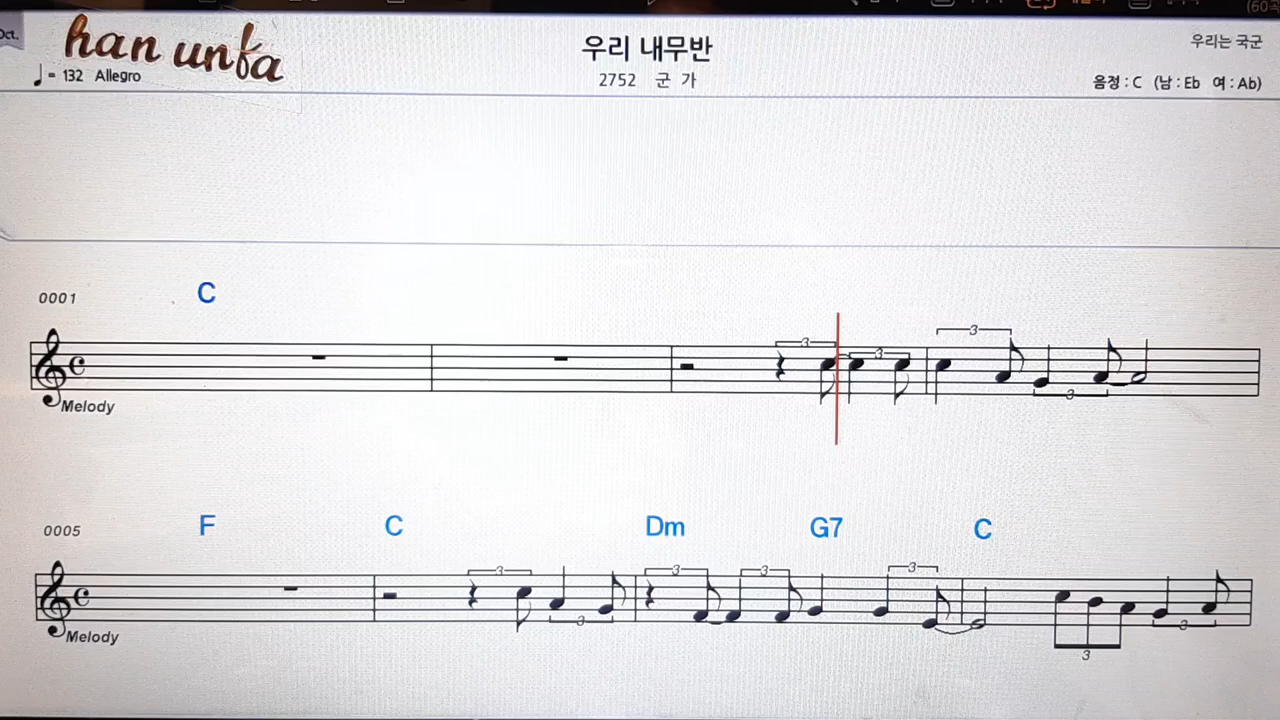 Oct.
han unfa
우리 내무반
우리는 국군
♩= 132 Allegro
2752 군 가
음정 : C (남 : Eb 여 : Ab)
0001
C
3
3
3
3
Melody
0005
F
C
Dm
G7
C
3
3
3
3
3
3
3
Melody